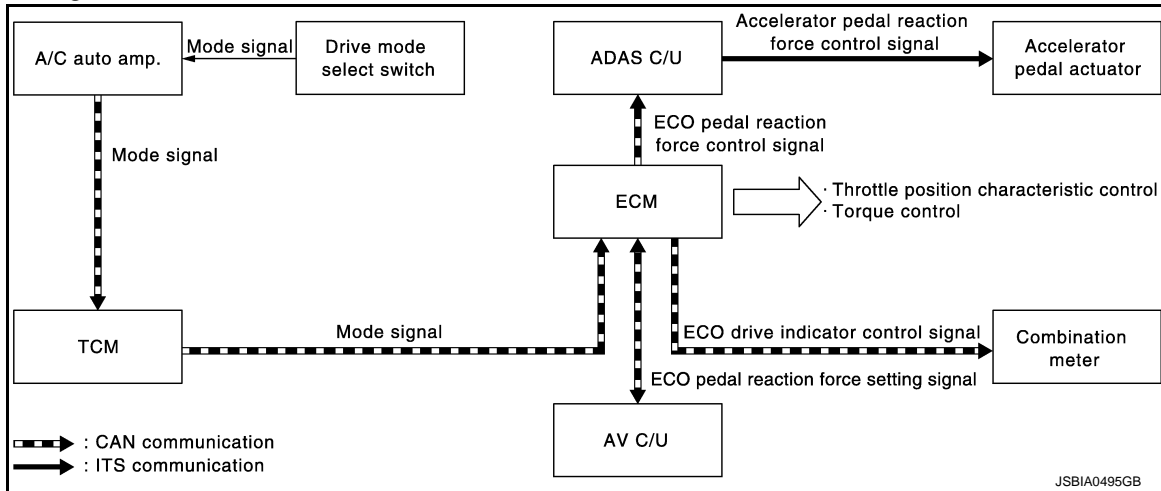 A/C auto amp.
Mode signal
Drive mode
select switch
ADAS C/U
Accelerator pedal reaction
force control signal
Accelerator
pedal actuator
Mode signal
ECO pedal reaction
force control signal
ECM
· Throttle position characteristic control
· Torque control
TCM
Mode signal
ECO drive indicator control signal
Combination
meter
ECO pedal reaction force setting signal
AV C/U
: CAN communication
: ITS communication
JSBIA0495GB